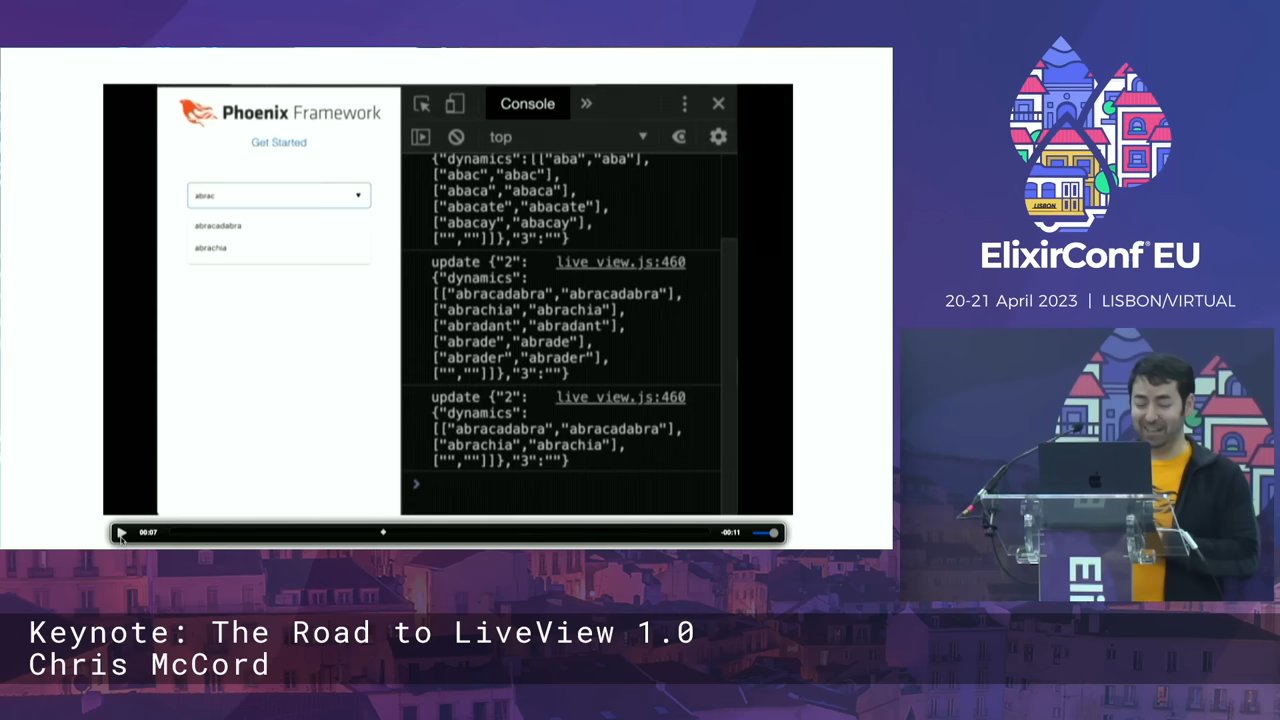 Phoenix Framework
Get Started
abrac
abracadabra
abrachia
Console
top
{"dynamics":[["aba","aba"],
["abac","abac"],
["abaca","abaca"],
["abacate","abacate"],
["abacay","abacay"],
["",""]]},"3":""}
update {"2": live_view.js:460
{"dynamics":
[["abracadabra","abracadabra"],
["abrachia","abrachia"],
["abradant","abradant"],
["abrade","abrade"],
["abrader","abrader"],
["",""]]},"3":""}
update {"2": live_view.js:460
{"dynamics":
[["abracadabra","abracadabra"],
["abrachia","abrachia"],
["",""]]},"3":""}
00:07
-00:11
LISBON
ElixirConf® EU
20-21 April 2023 | LISBON/VIRTUAL
Eli
Keynote: The Road to LiveView 1.0
Chris McCord